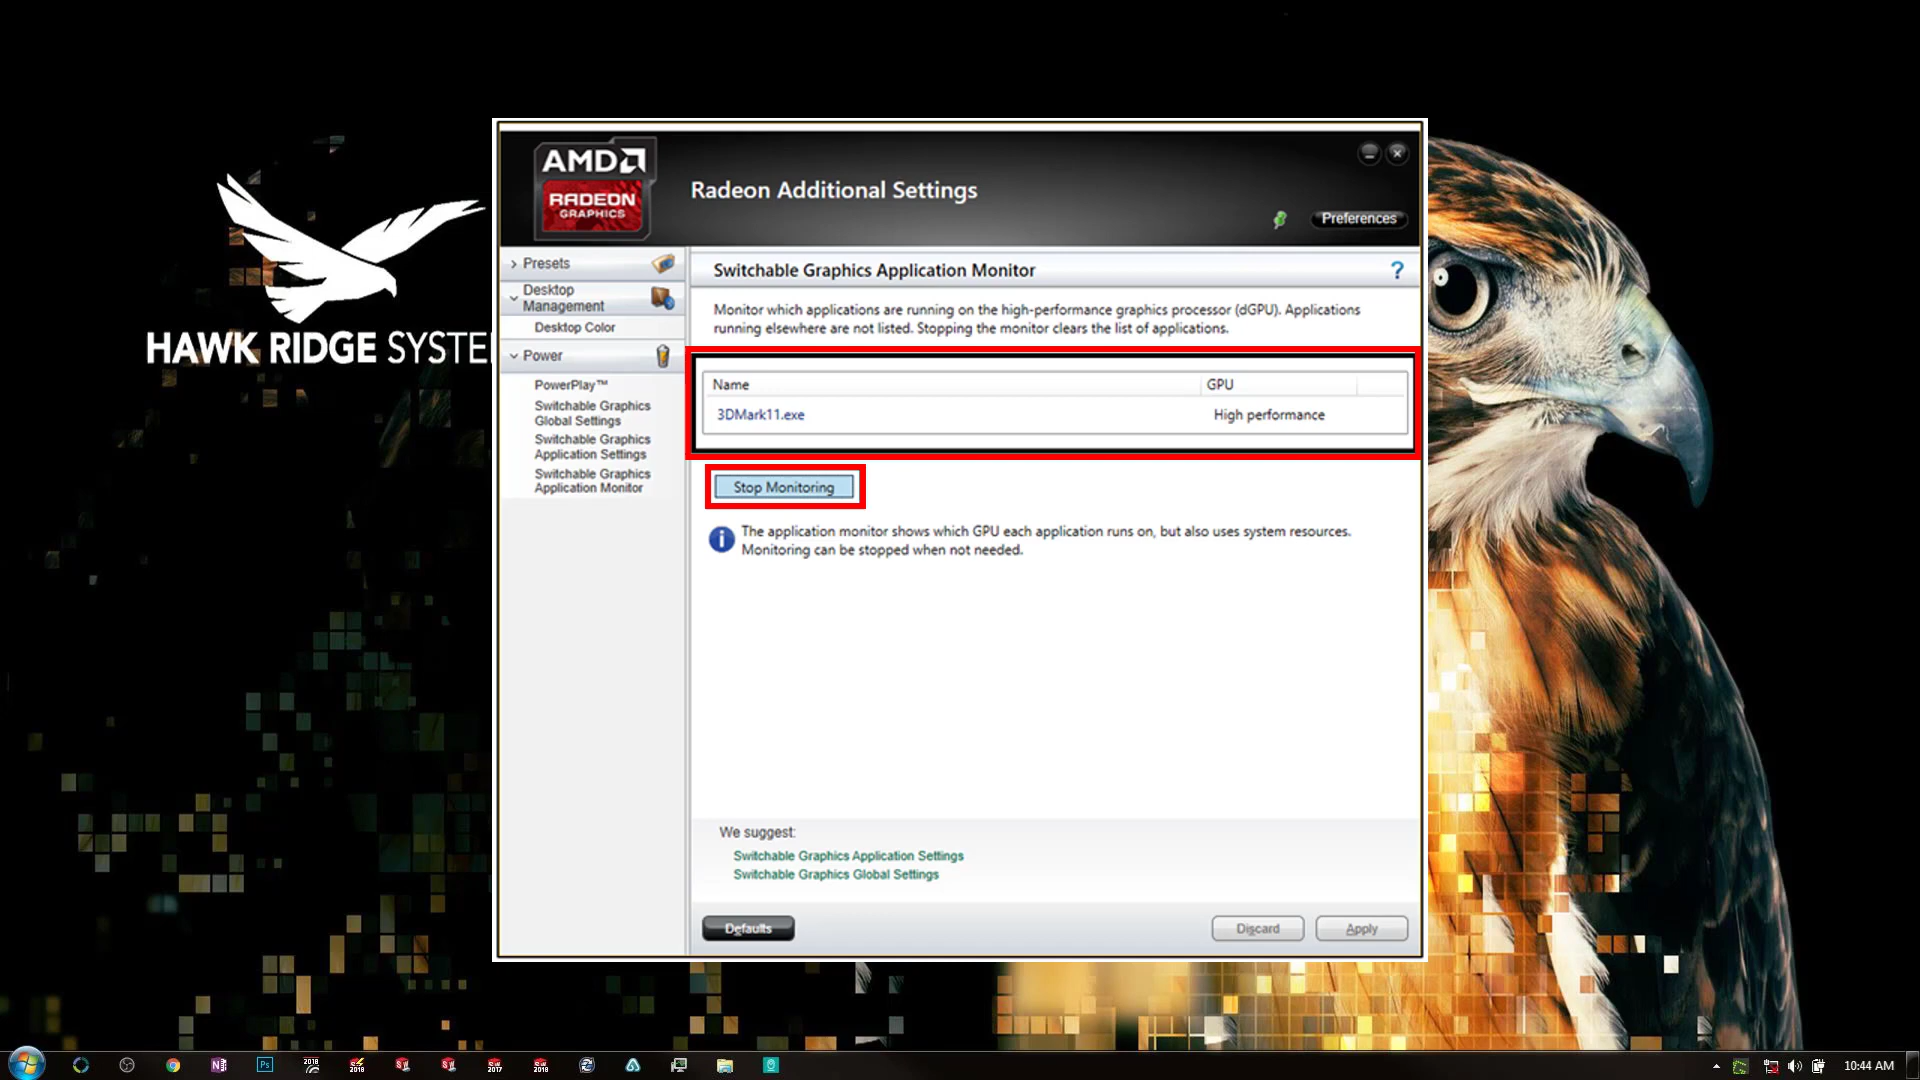 HAWK RIDGE SYSTE
AMD
RADEON
GRAPHICS
Radeon Additional Settings
Preferences
Presets
Desktop
Management
Desktop Color
Power
PowerPlay™
Switchable Graphics
Global Settings
Switchable Graphics
Application Settings
Switchable Graphics
Application Monitor
Switchable Graphics Application Monitor
?
Monitor which applications are running on the high-performance graphics processor (dGPU). Applications
running elsewhere are not listed. Stopping the monitor clears the list of applications.
Name GPU
3DMark11.exe High performance
Stop Monitoring
The application monitor shows which GPU each application runs on, but also uses system resources.
Monitoring can be stopped when not needed.
We suggest:
Switchable Graphics Application Settings
Switchable Graphics Global Settings
Defaults Discard Apply
N Ps 2018 2018 2017 2018 10:44 AM